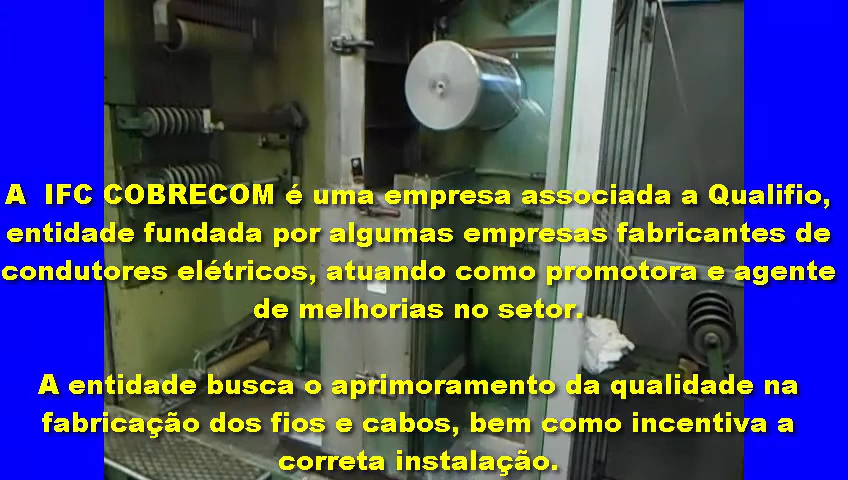 A  IFC COBRECOM é uma empresa associada a Qualifio,
entidade fundada por algumas empresas fabricantes de
condutores elétricos, atuando como promotora e agente
de melhorias no setor.
A entidade busca o aprimoramento da qualidade na
fabricação dos fios e cabos, bem como incentiva a
correta instalação.